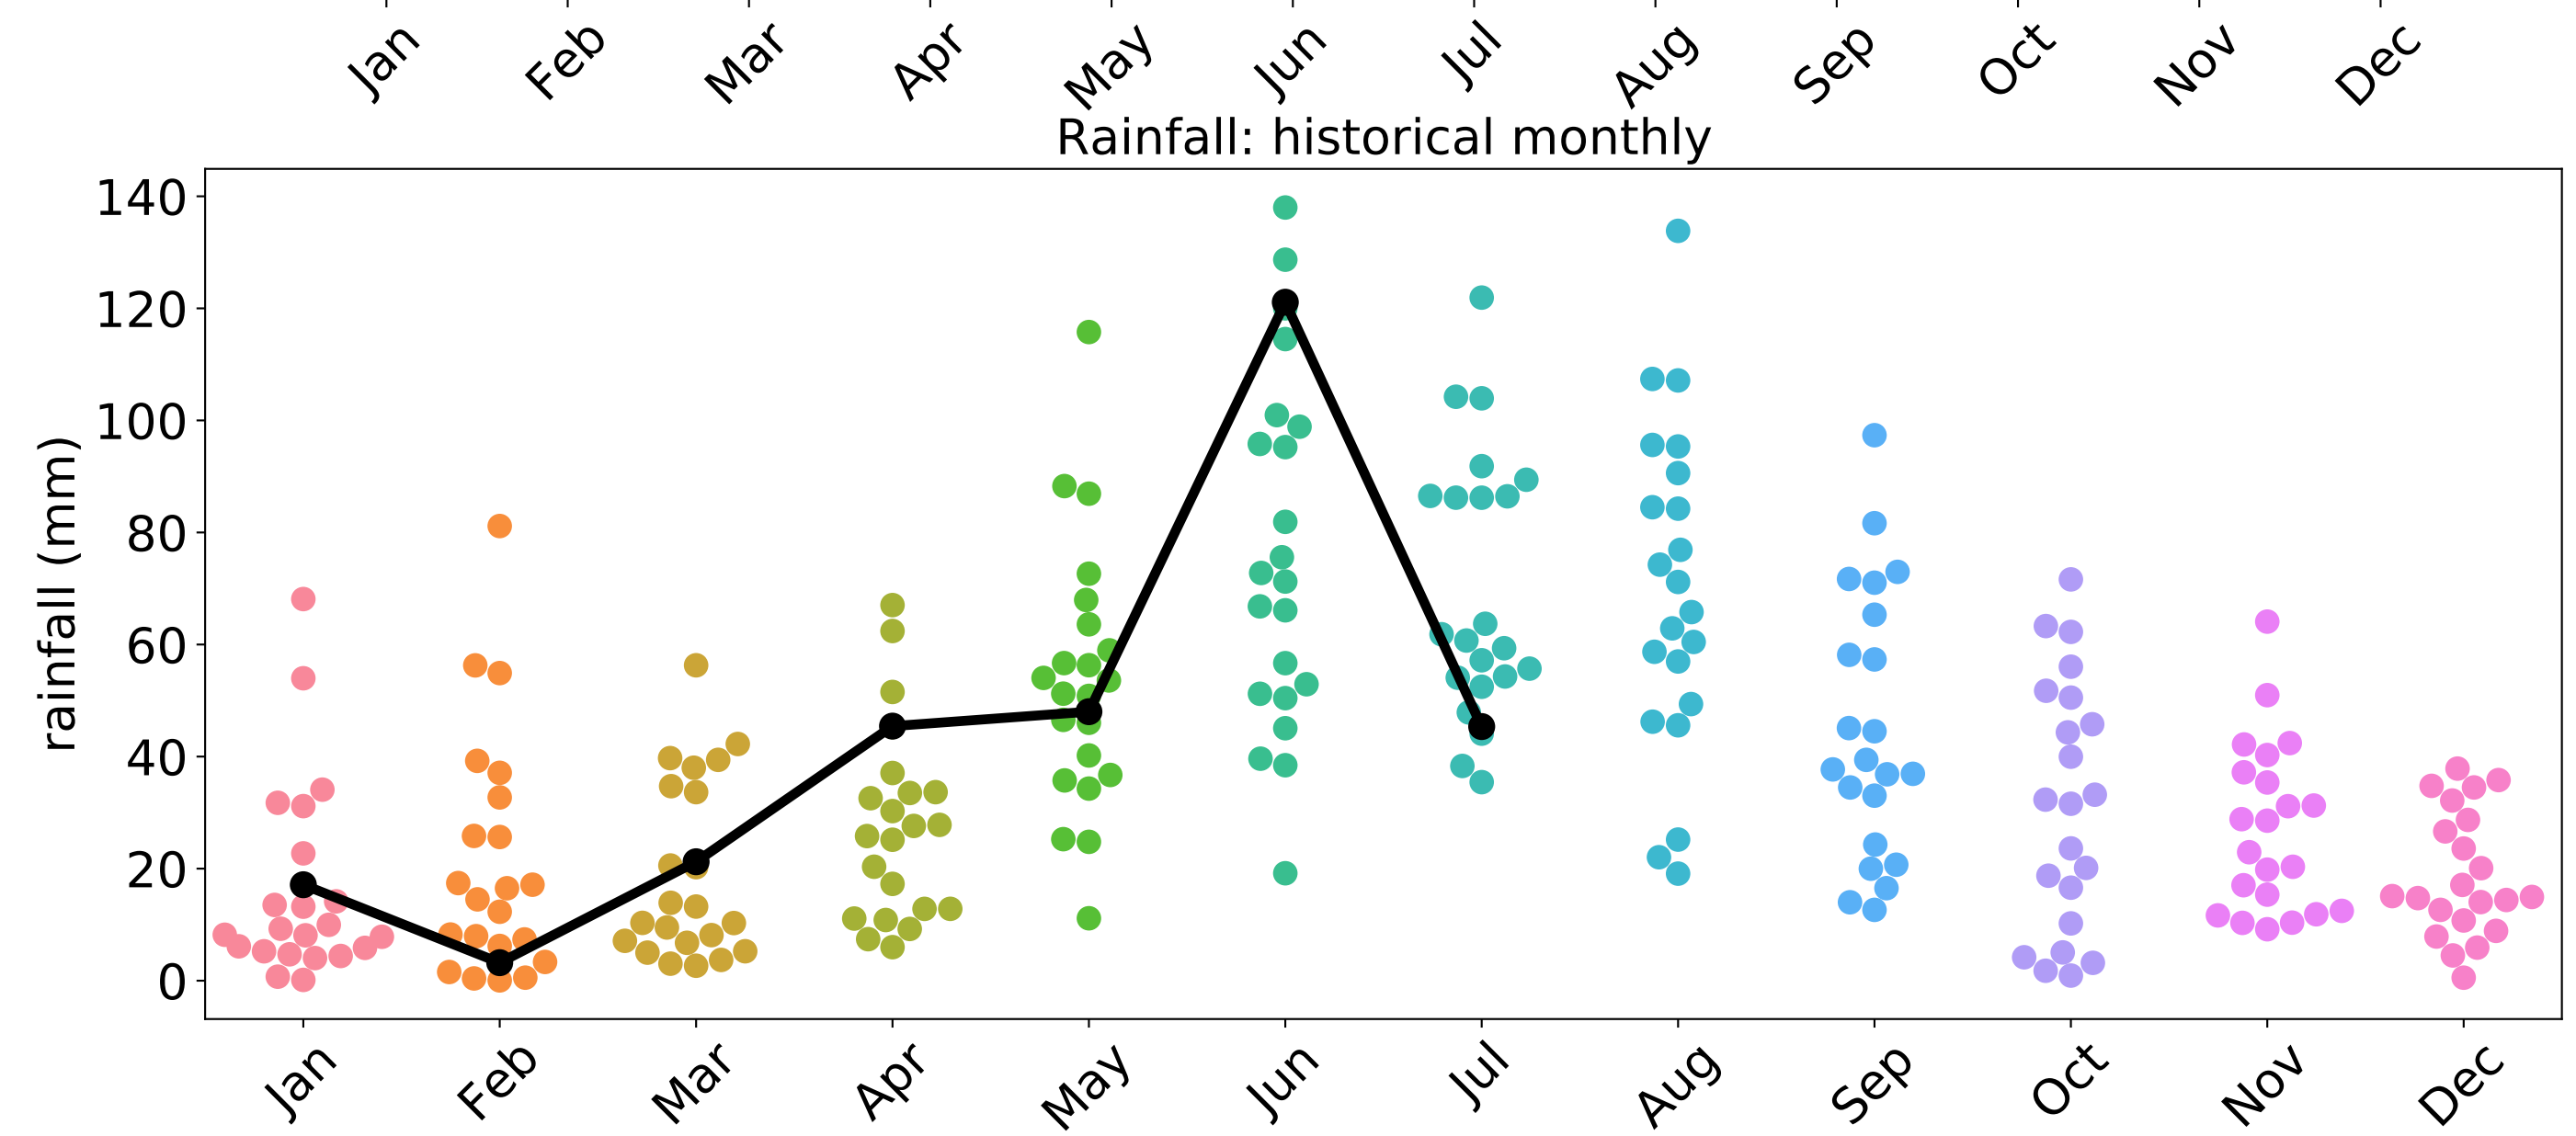 Jan Feb Mar Apr May Jun Jul Aug Sep Oct Nov Dec
Rainfall: historical monthly
rainfall (mm)
140
120
100
80
60
40
20
0
Jan Feb Mar Apr May Jun Jul Aug Sep Oct Nov Dec